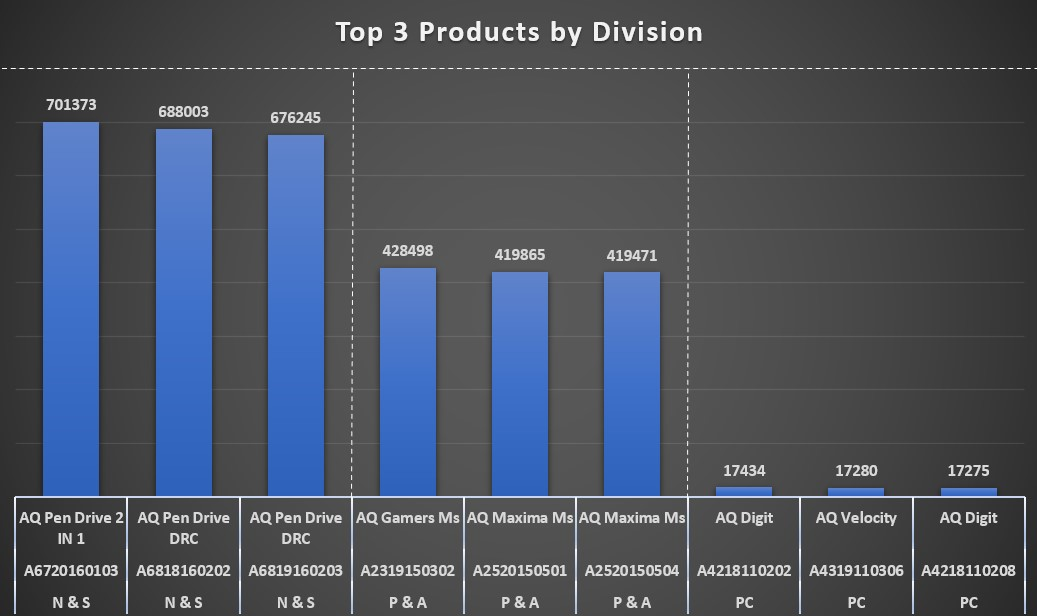 Top 3 Products by Division
701373
688003
676245
428498
419865
419471
17434
17280
17275
AQ Pen Drive 2
IN 1
AQ Pen Drive
DRC
AQ Pen Drive
DRC
AQ Gamers Ms
AQ Maxima Ms
AQ Maxima Ms
AQ Digit
AQ Velocity
AQ Digit
A6720160103
A6818160202
A6819160203
A2319150302
A2520150501
A2520150504
A4218110202
A4319110306
A4218110208
N & S
N & S
N & S
P & A
P & A
P & A
PC
PC
PC